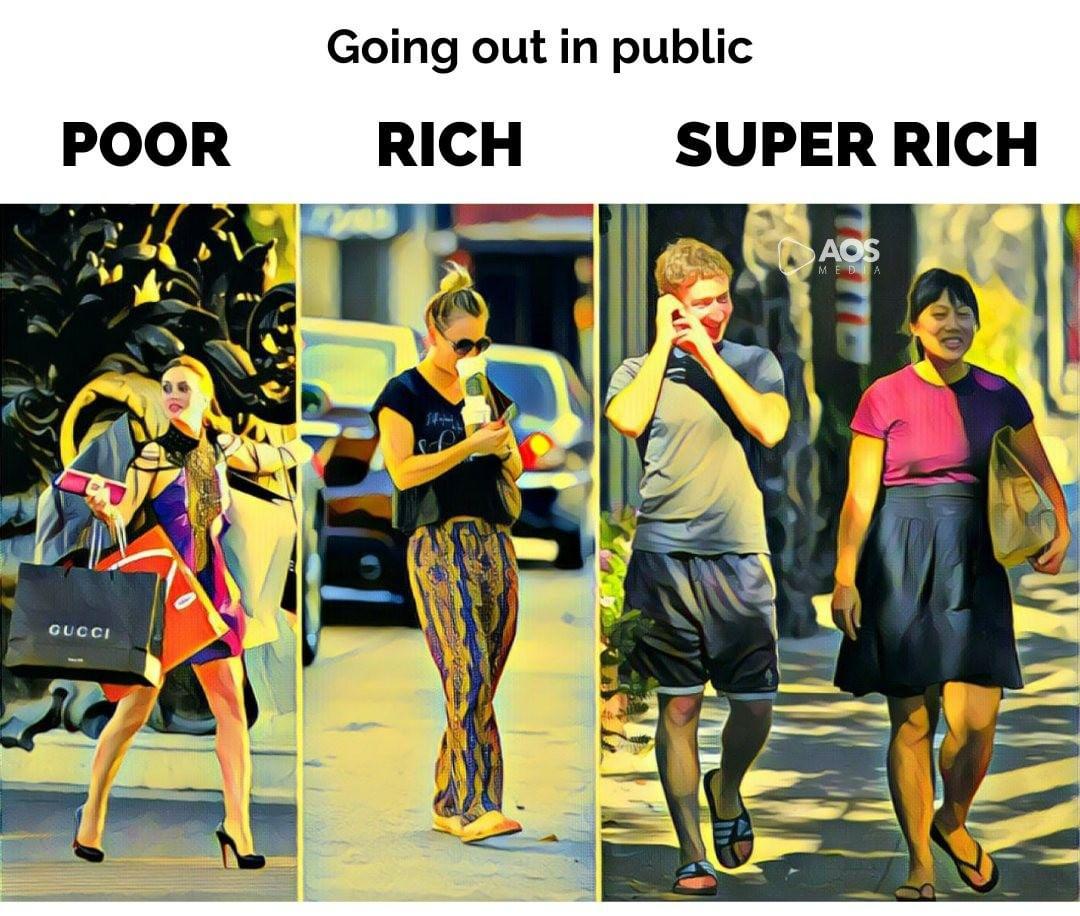 Going out in public
POOR
RICH
SUPER RICH
AOS
MEDIA
GUCCI